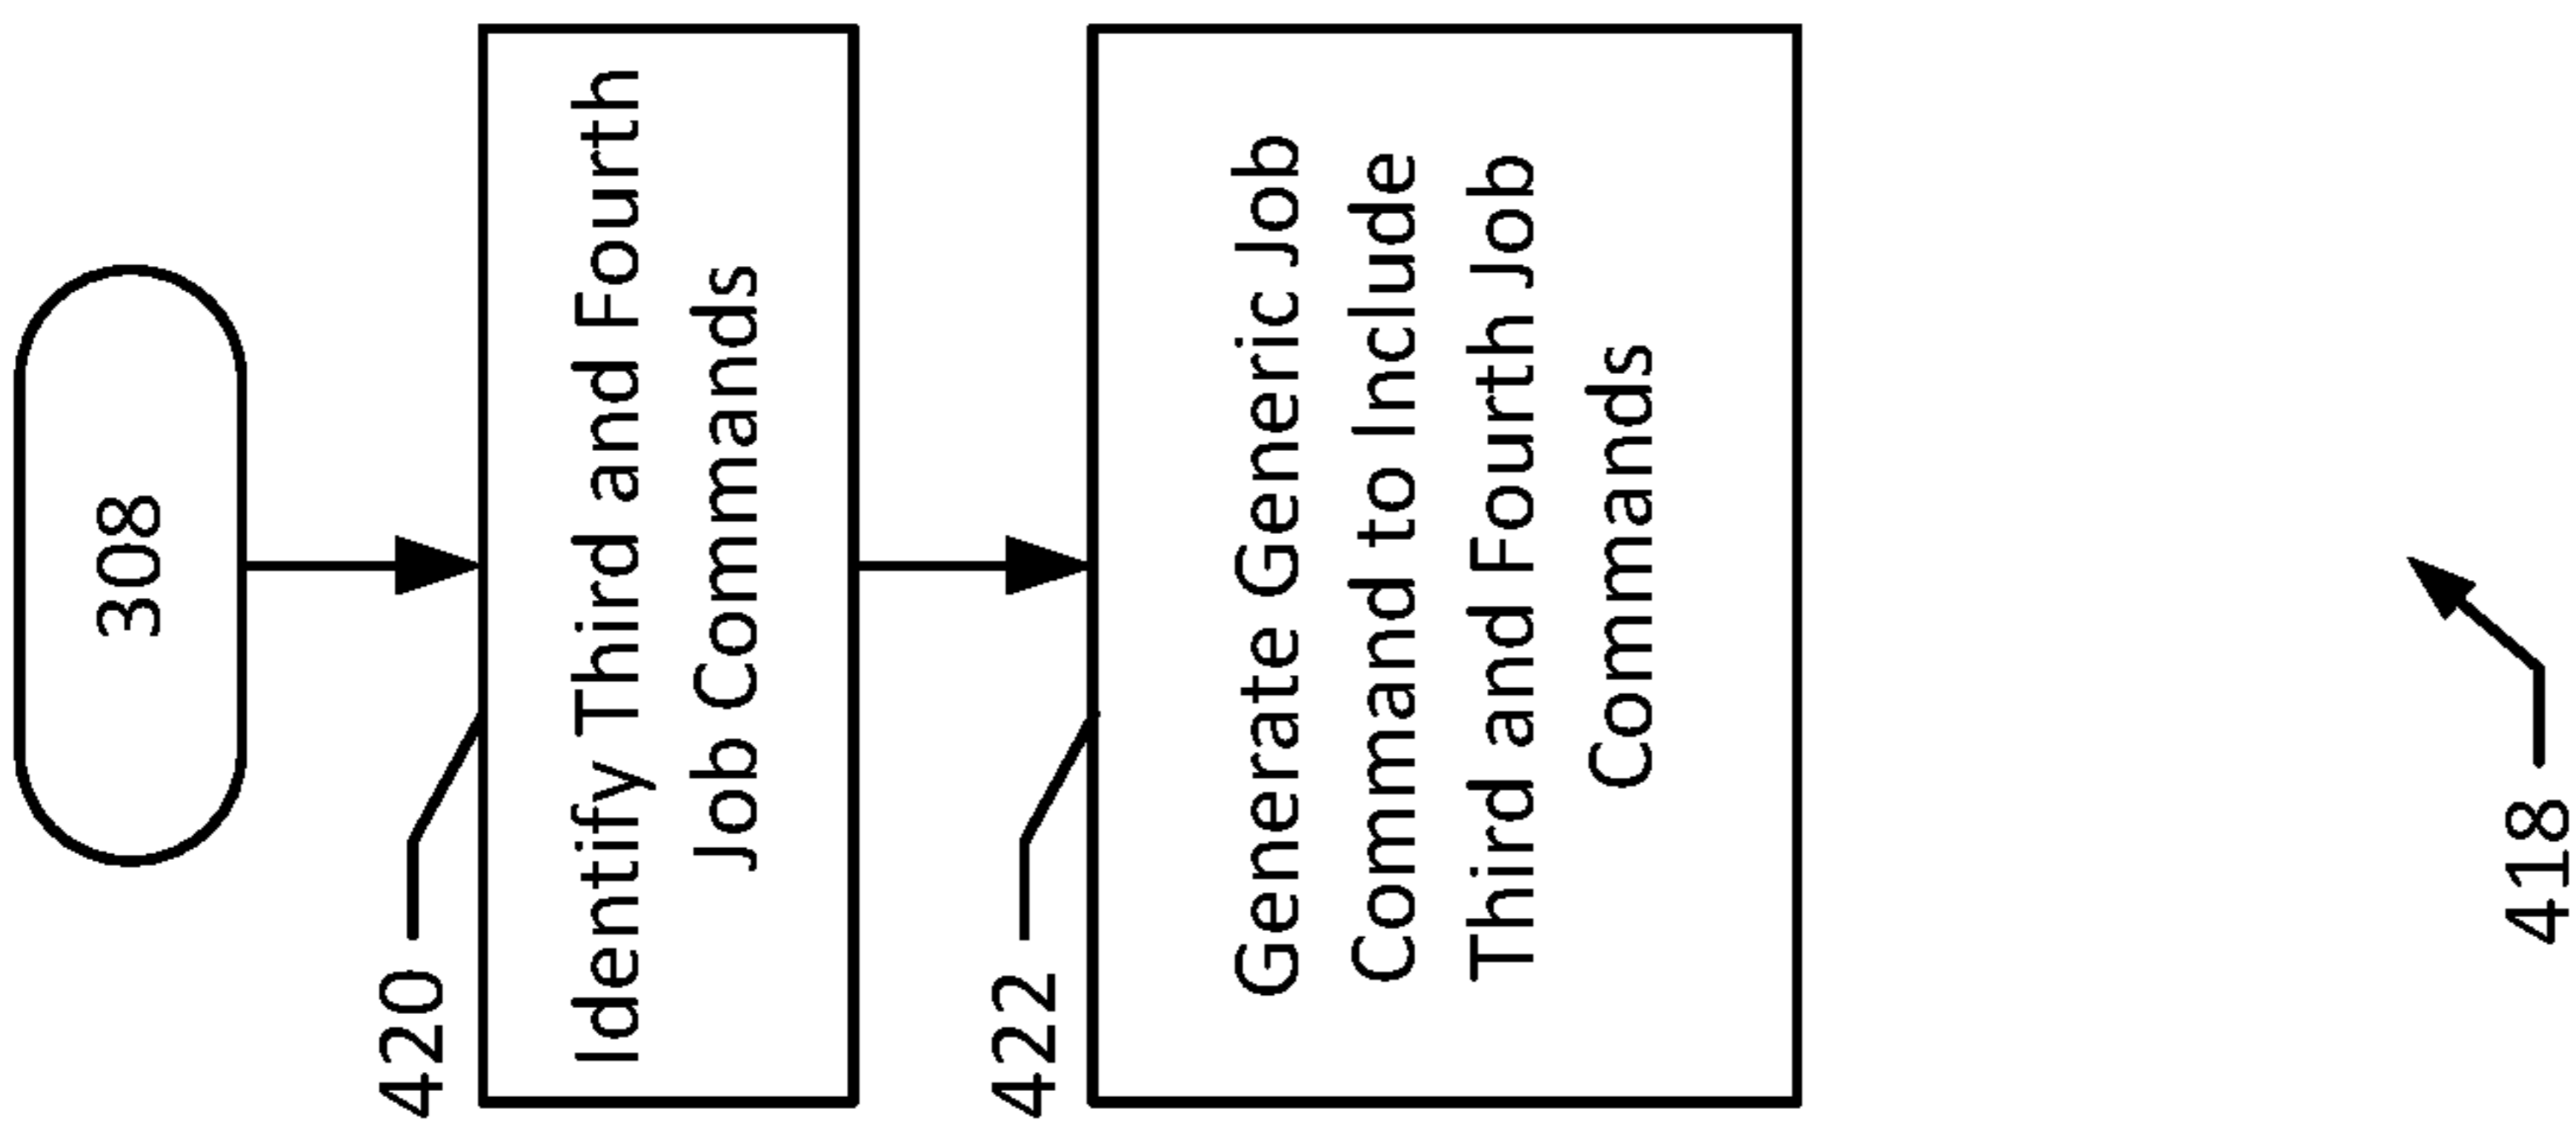 308
420
Identify Third and Fourth
Job Commands
422
Generate Generic Job
Command to Include
Third and Fourth Job
Commands
418